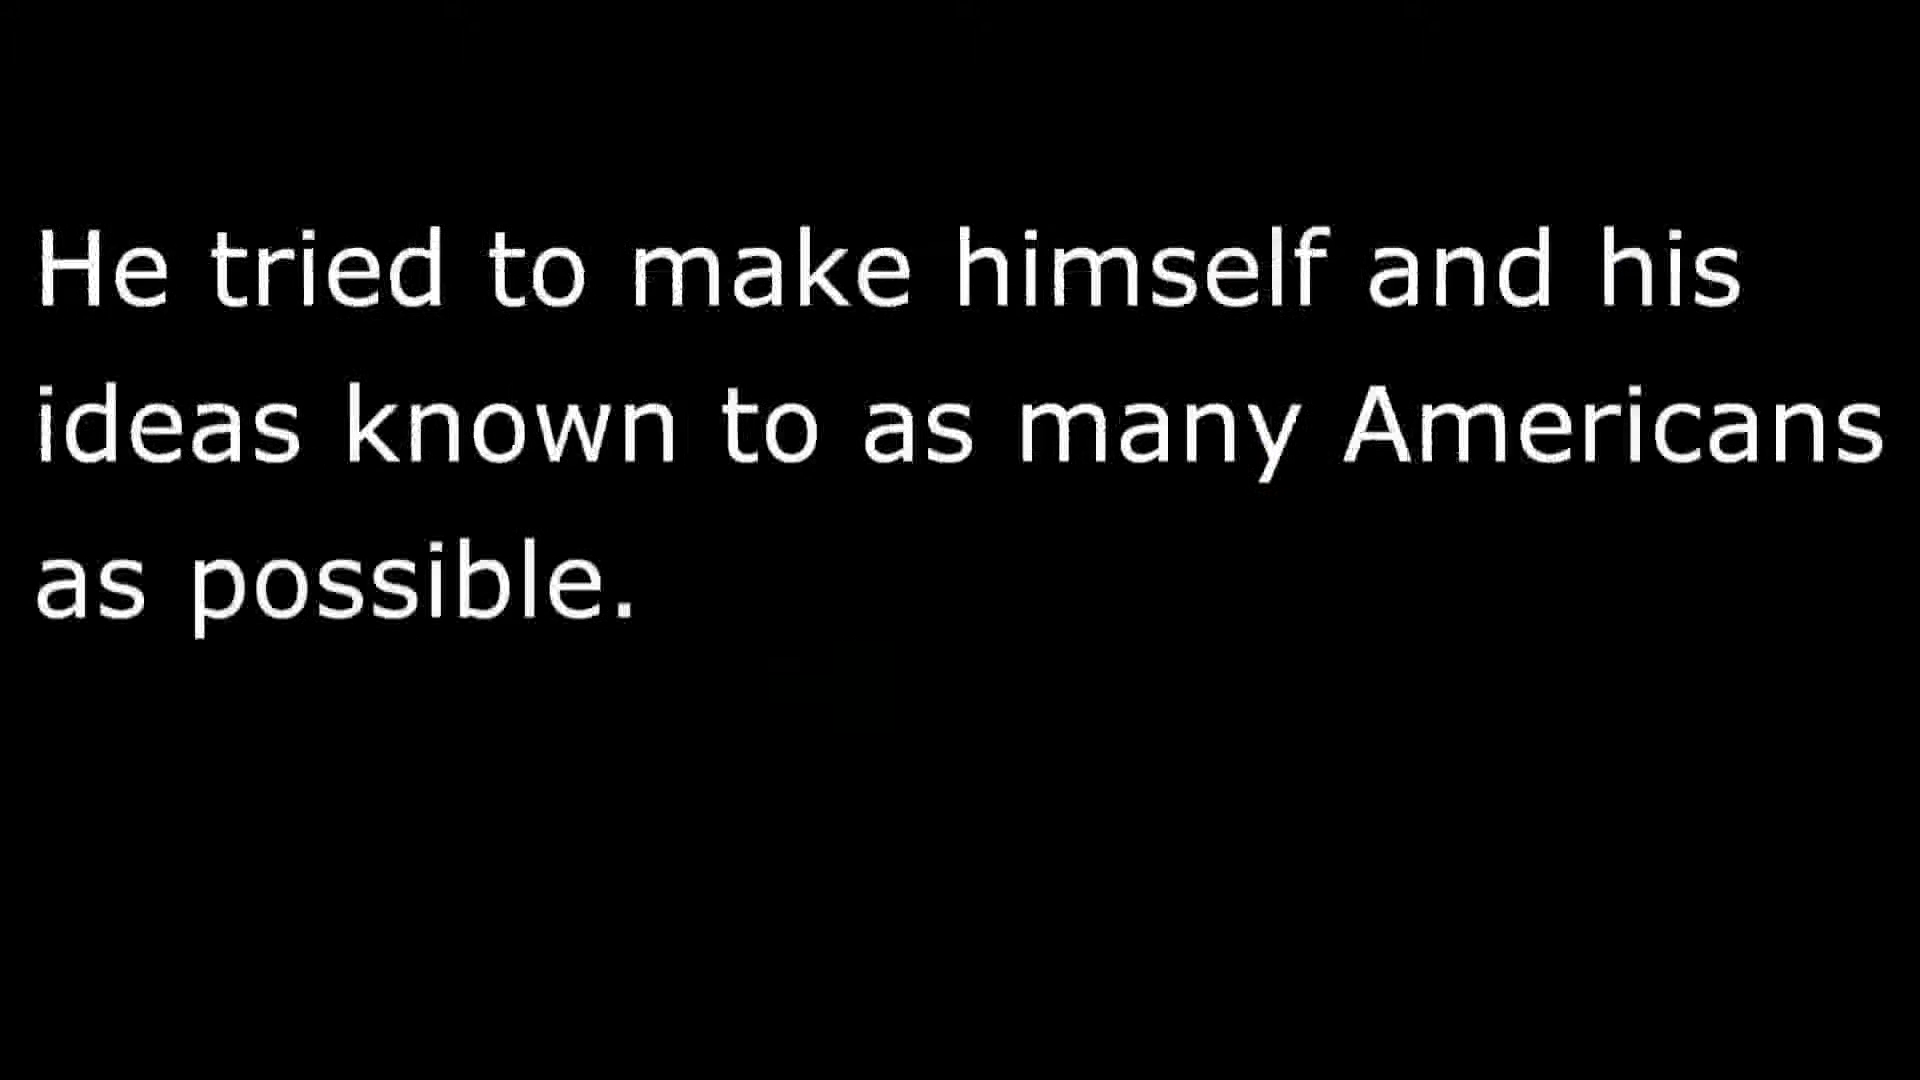 He tried to make himself and his
ideas known to as many Americans
as possible.